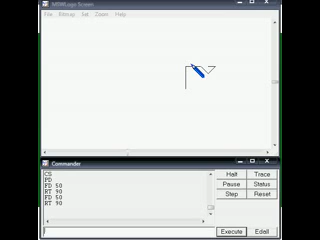 MSWLogo Screen
File Bitmap Set Zoom Help
Commander
CS
PD
FD 50
RT 90
FD 50
RT 90
Halt Trace
Pause Status
Step Reset
Execute Edall